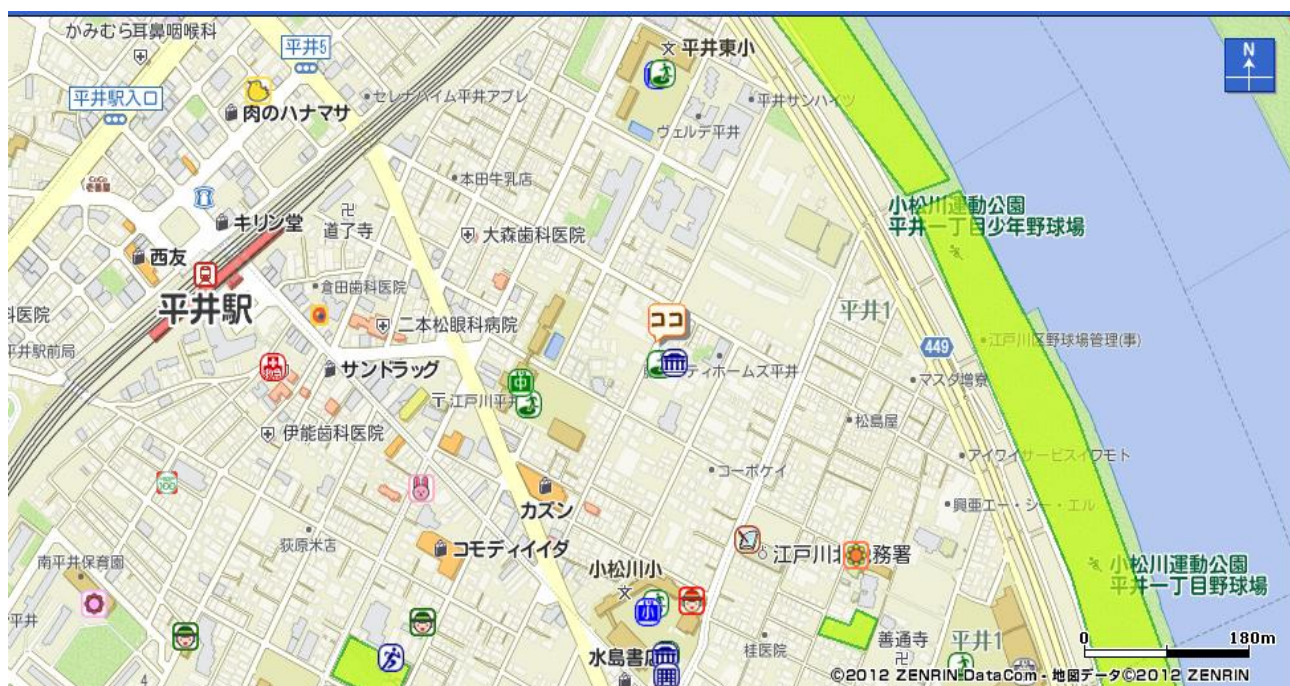 かみむら耳鼻咽喉科
平井5
平井東小
N
平井駅入口
セレナハイム平井アプレ
平井サンハイツ
肉のハナマサ
ヴェルデ平井
CoCo
壱番屋
本田牛乳店
小松川運動公園
平井一丁目少年野球場
キリン堂
卍
道了寺
大森歯科医院
西友
倉田歯科医院
平井駅
ココ
平井1
科医院
二本松眼科病院
449
江戸川区野球場管理(事)
平井駅前局
サンドラッグ
ティホームズ平井
マスダ増寮
中
〒江戸川平井
松島屋
伊能歯科医院
アイワイサービスイワモト
コーポケイ
100
カズン
興亜エー・シー・エル
荻原米店
コモディイイダ
江戸川北
務署
南平井保育園
小松川小
文
小松川運動公園
平井一丁目野球場
小
平井
善通寺
卍
平井1
0
180m
水島書店
桂医院
4
©2012 ZENRIN DataCom - 地図データ©2012 ZENRIN